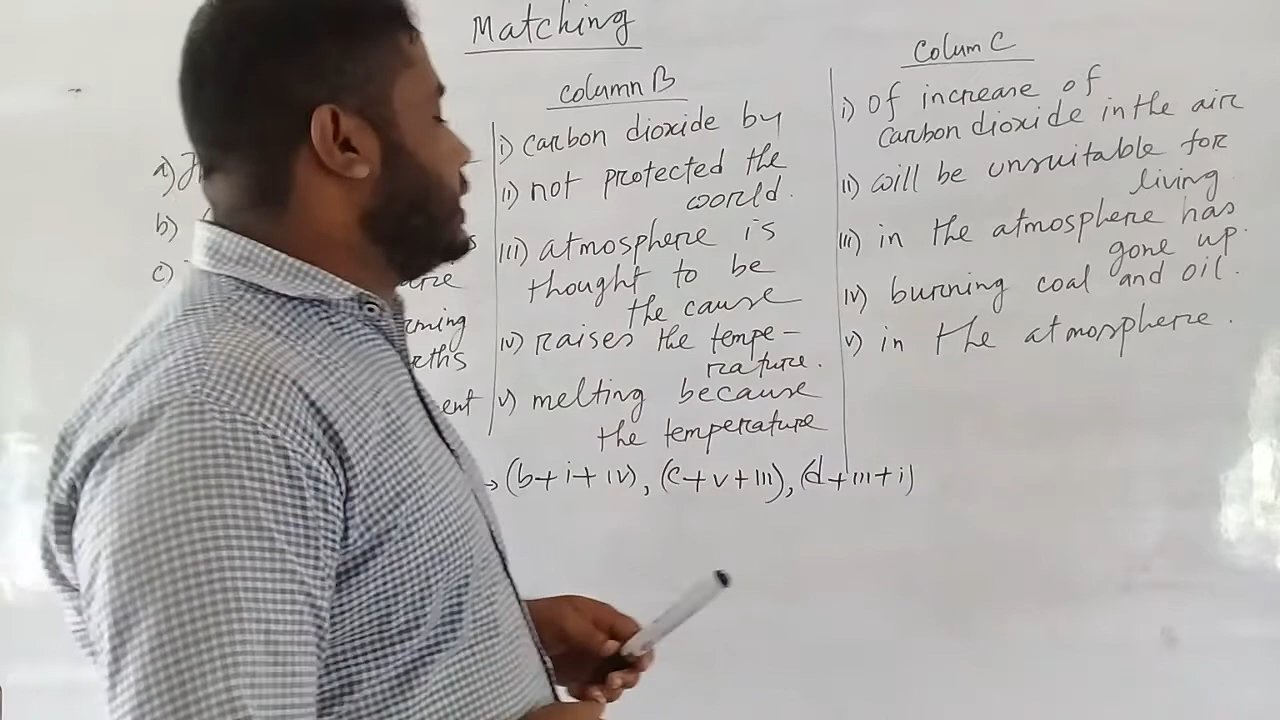 Matching
a)
b)
c)
arming
ent
column B
i) carbon dioxide by
ii) not protected the
world.
iii) atmosphere is
thought to be
the cause
iv) raises the tempe-
rature.
v) melting because
the temperature
Colum C
i) of increase of
carbon dioxide in the air
ii) will be unsuitable for
living.
iii) in the atmosphere has
gone up.
iv) burning coal and oil.
v) in the atmosphere.
→ (b+i+iv), (c+v+iii), (d+iii+i)